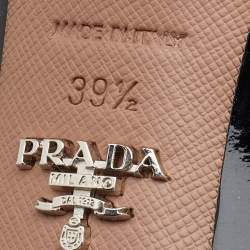 MADE IN ITALY
39½
PRADA
MILANO
DAL 1913